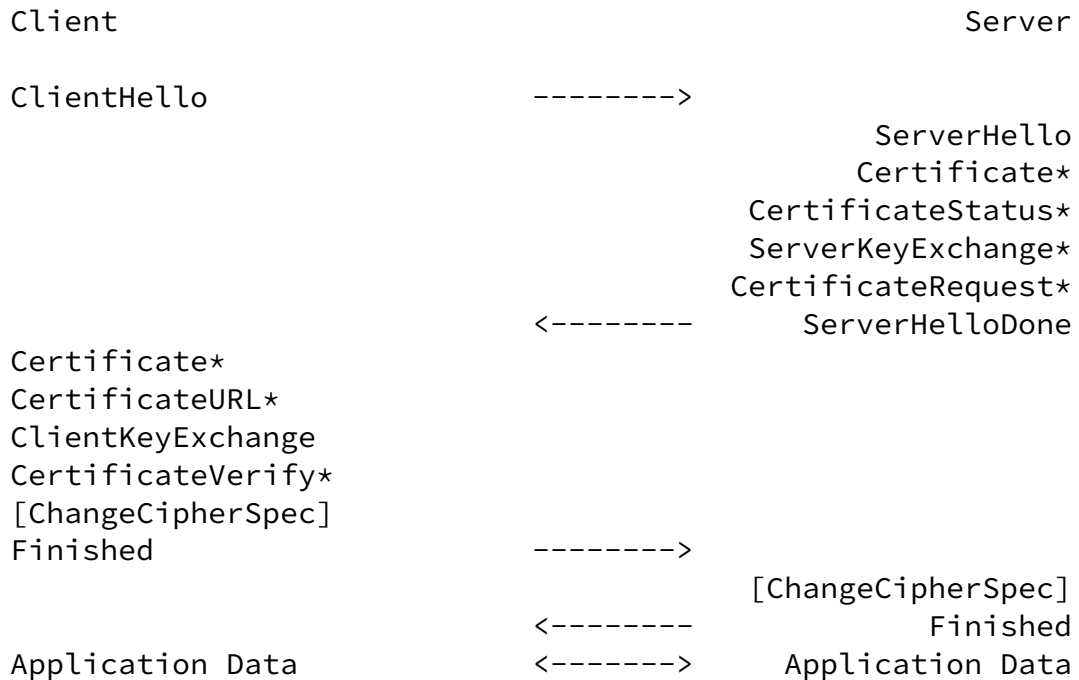 Client Server
ClientHello -------->
ServerHello
Certificate*
CertificateStatus*
ServerKeyExchange*
CertificateRequest*
<-------- ServerHelloDone
Certificate*
CertificateURL*
ClientKeyExchange
CertificateVerify*
[ChangeCipherSpec]
Finished -------->
[ChangeCipherSpec]
<-------- Finished
Application Data <-------> Application Data